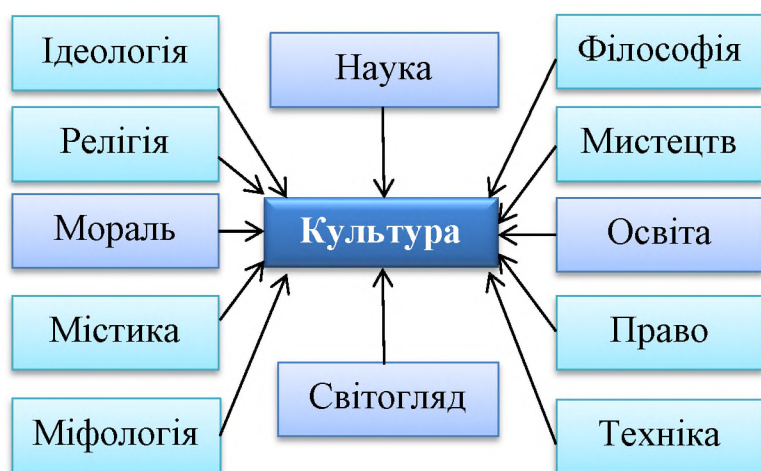 Ідеологія
Наука
Філософія
Релігія
Мистецтв
Мораль
Культура
Освіта
Містика
Право
Світогляд
Міфологія
Техніка